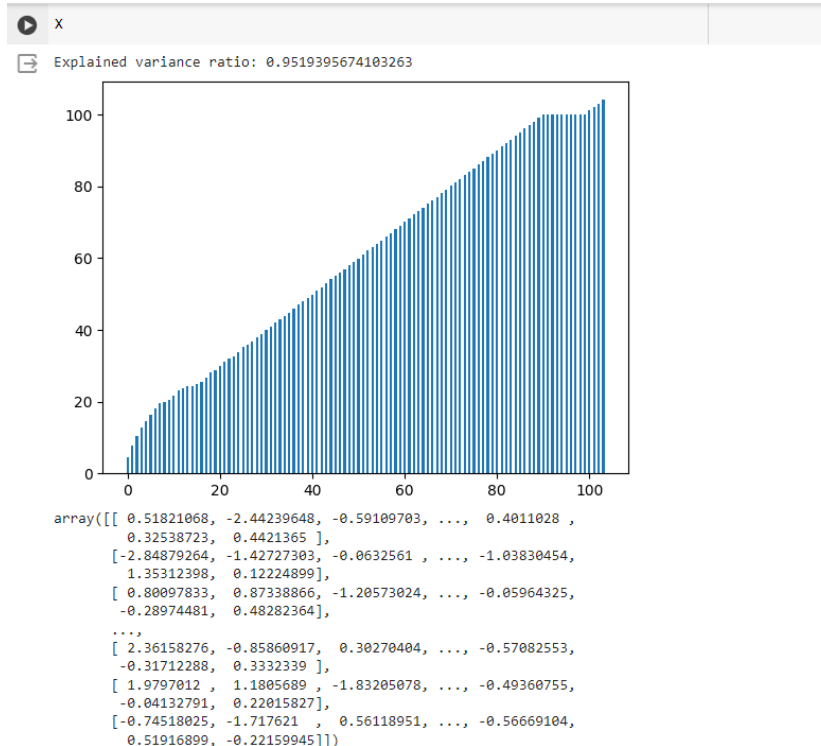 X
Explained variance ratio: 0.9519395674103263
100
80
60
40
20
0
0 20 40 60 80 100
array([[ 0.51821068, -2.44239648, -0.59109703, ..., 0.4011028 ,
0.32538723, 0.4421365 ],
[-2.84879264, -1.42727303, -0.0632561 , ..., -1.03830454,
1.35312398, 0.12224899],
[ 0.80097833, 0.87338866, -1.20573024, ..., -0.05964325,
-0.28974481, 0.48282364],
...,
[ 2.36158276, -0.85860917, 0.30270404, ..., -0.57082553,
-0.31712288, 0.3332339 ],
[ 1.9797012 , 1.1805689 , -1.83205078, ..., -0.49360755,
-0.04132791, 0.22015827],
[-0.74518025, -1.717621 , 0.56118951, ..., -0.56669104,
0.51916899, -0.22159945]])